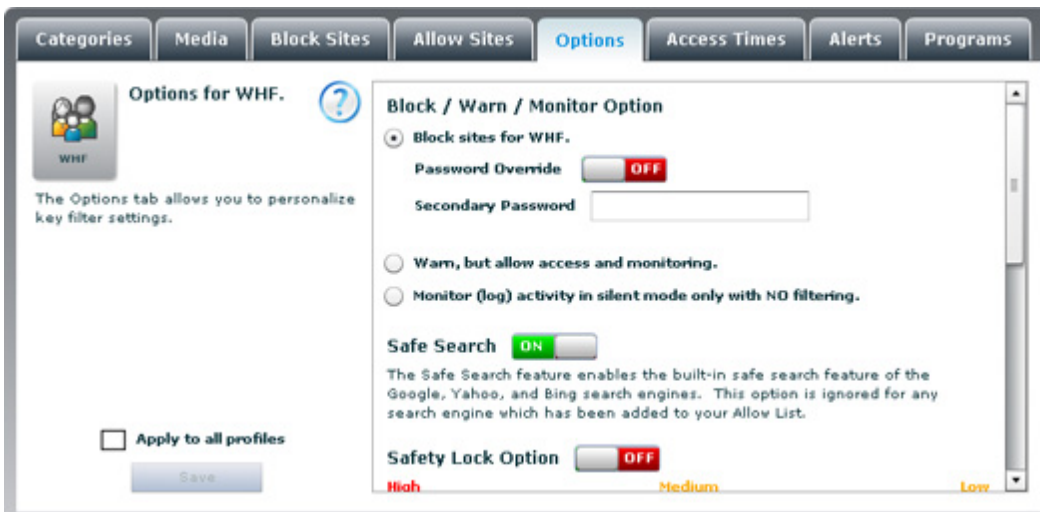 Categories
Media
Block Sites
Allow Sites
Options
Access Times
Alerts
Programs
WHF
Options for WHF.
?
The Options tab allows you to personalize
key filter settings.
Apply to all profiles
Save
Block / Warn / Monitor Option
Block sites for WHF.
Password Override OFF
Secondary Password
Warn, but allow access and monitoring.
Monitor (log) activity in silent mode only with NO filtering.
Safe Search ON
The Safe Search feature enables the built-in safe search feature of the
Google, Yahoo, and Bing search engines. This option is ignored for any
search engine which has been added to your Allow List.
Safety Lock Option OFF
High Medium Low